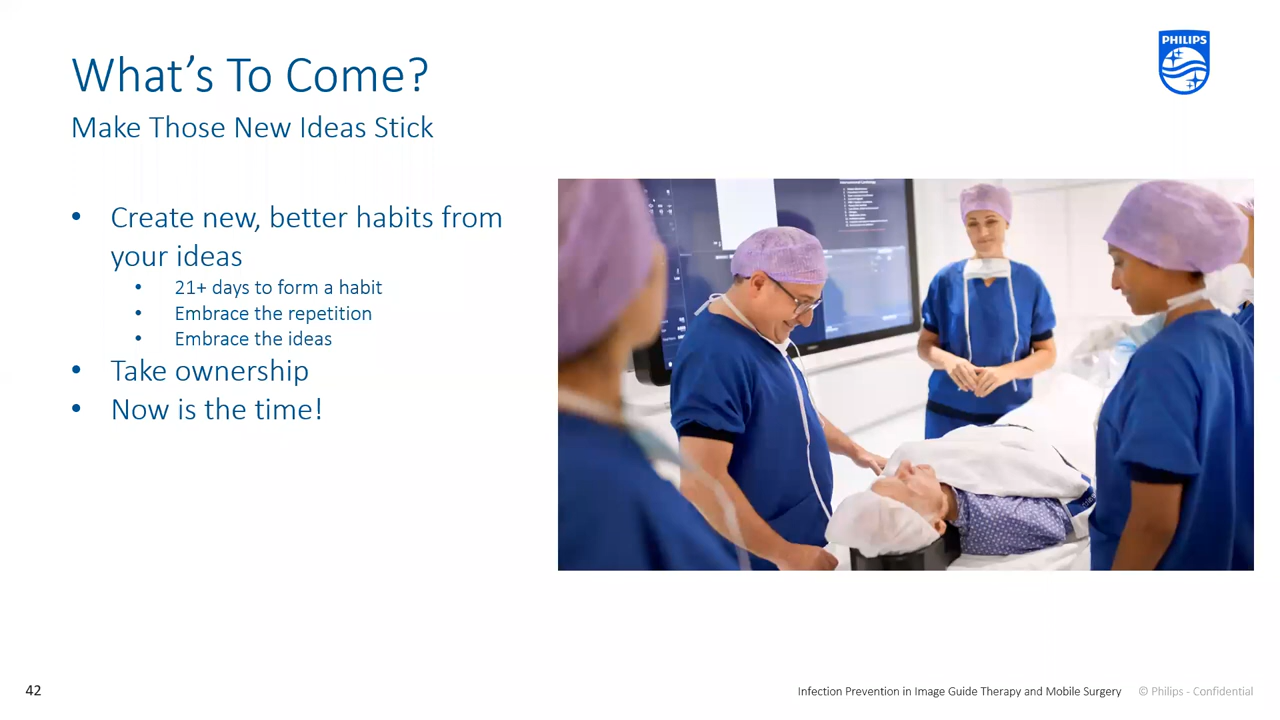 What's To Come?
PHILIPS
Make Those New Ideas Stick
• Create new, better habits from
your ideas
• 21+ days to form a habit
• Embrace the repetition
• Embrace the ideas
• Take ownership
• Now is the time!
42
Infection Prevention in Image Guide Therapy and Mobile Surgery
© Philips - Confidential